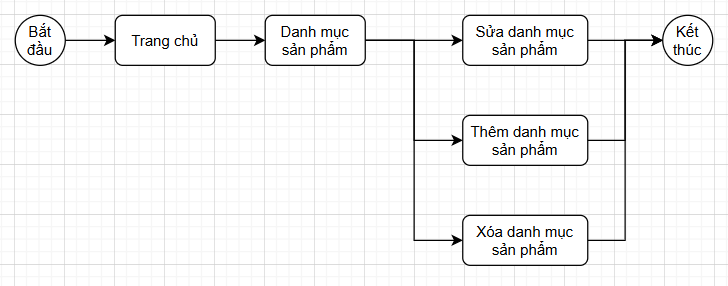 Bắt
đầu
Trang chủ
Danh mục
sản phẩm
Sửa danh mục
sản phẩm
Kết
thúc
Thêm danh mục
sản phẩm
Xóa danh mục
sản phẩm